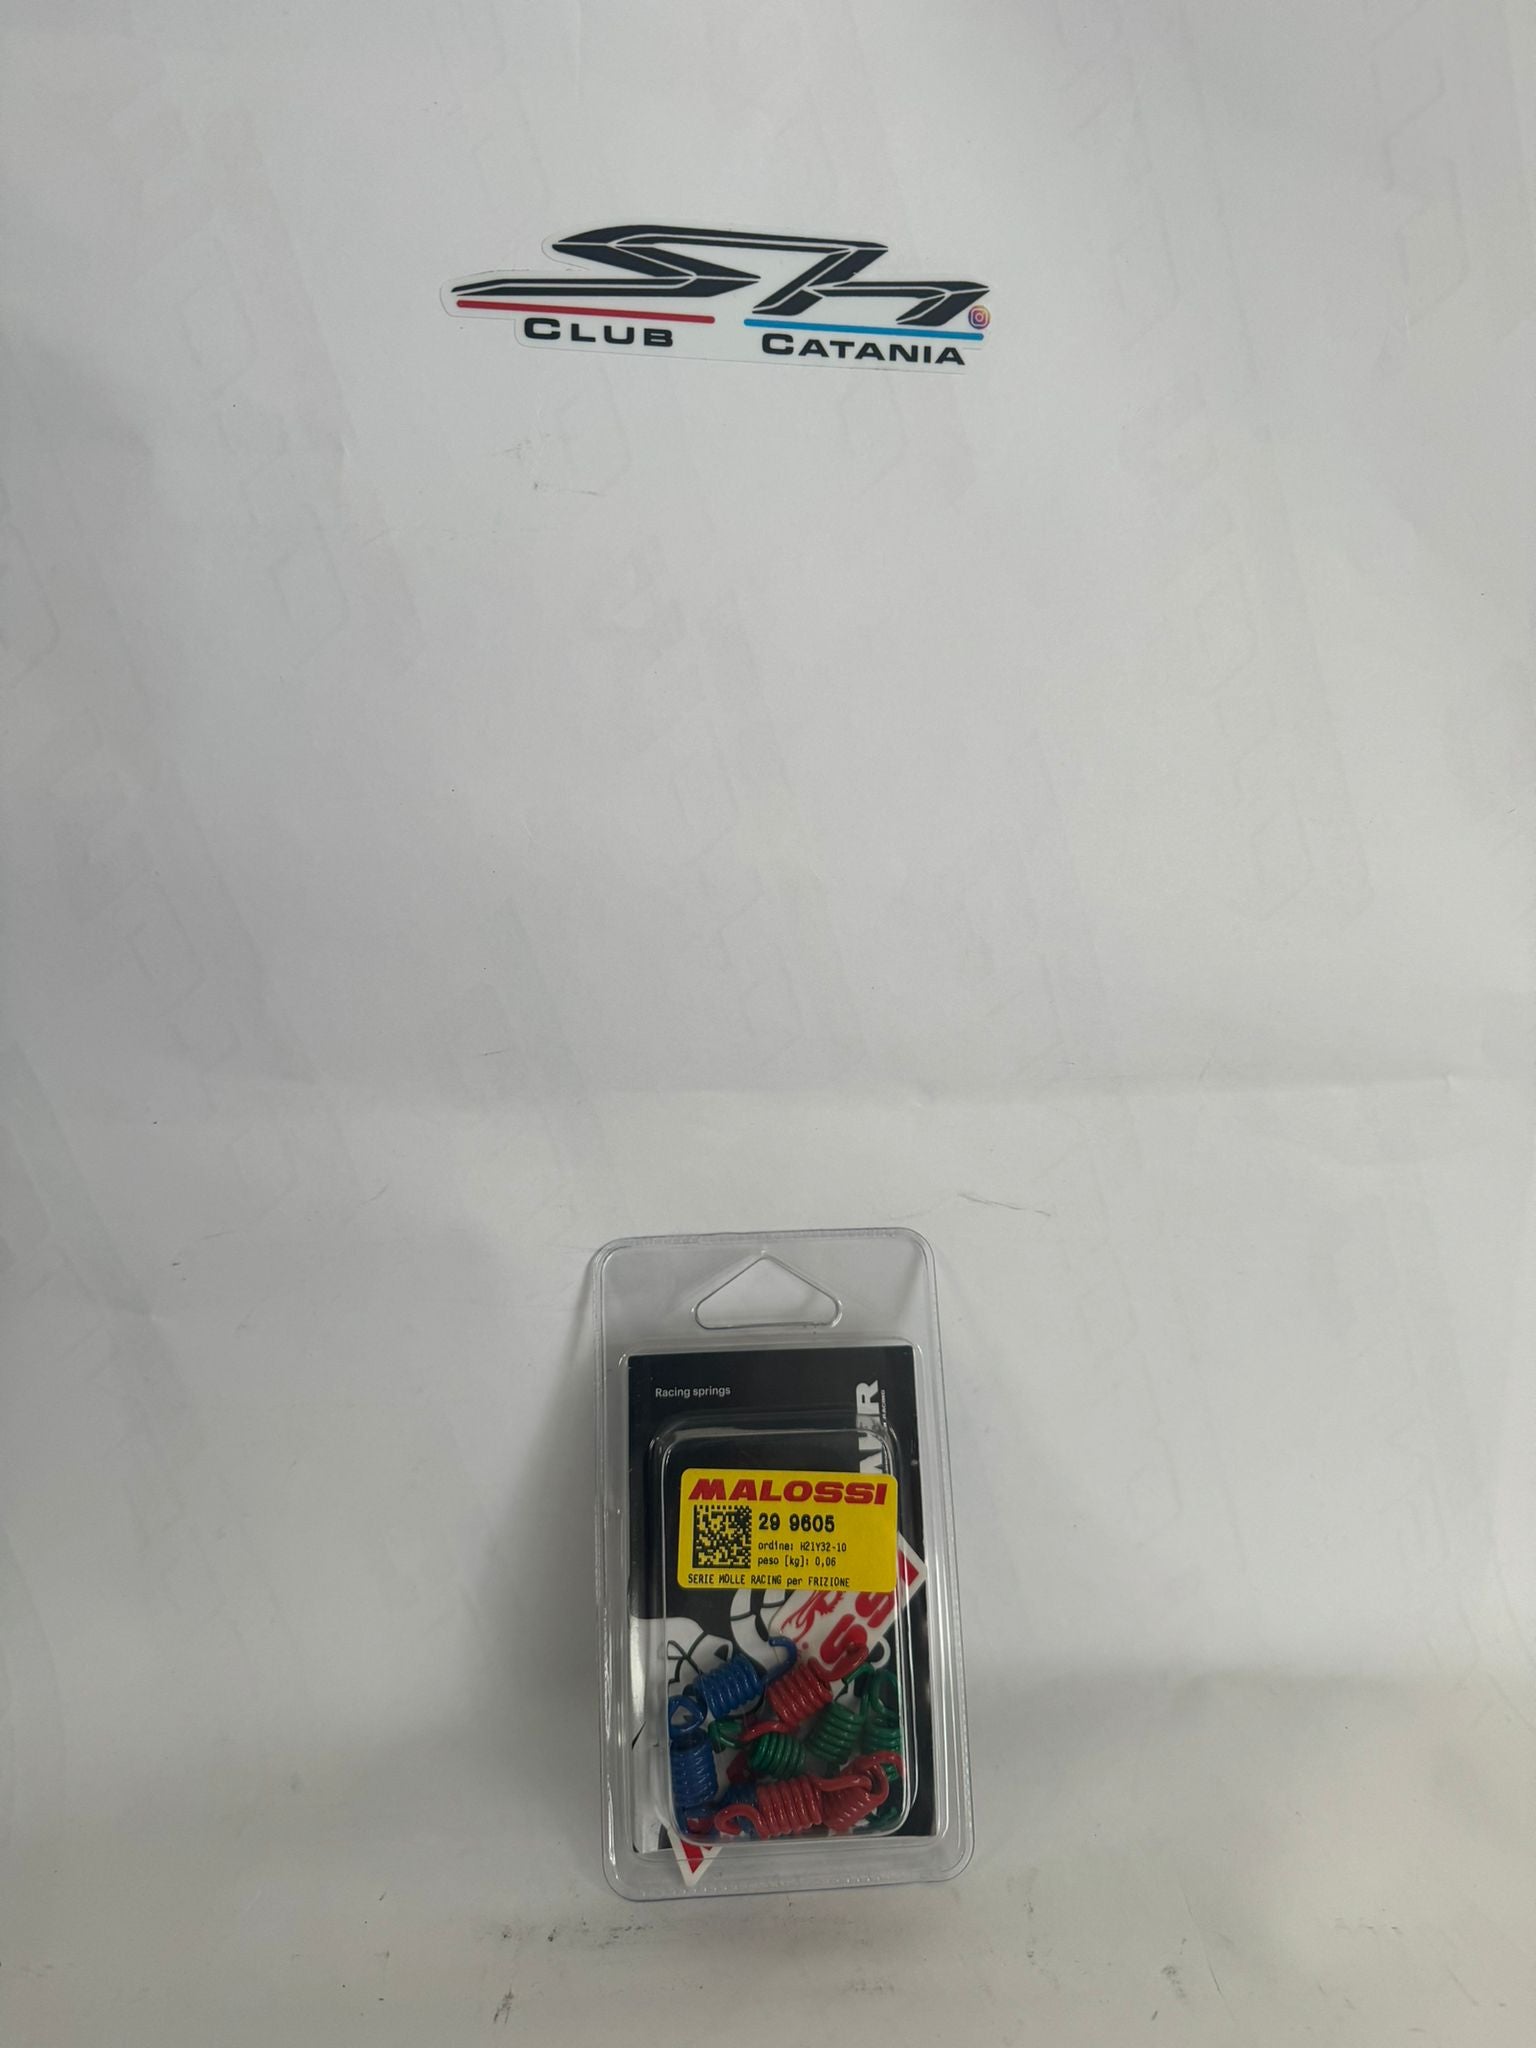 Sh
CLUB
CATANIA
Racing springs
RACING
MALOSSI
29 9605
ordine: H21Y32-10
peso [kg]: 0,06
SERIE MOLLE RACING per FRIZIONE